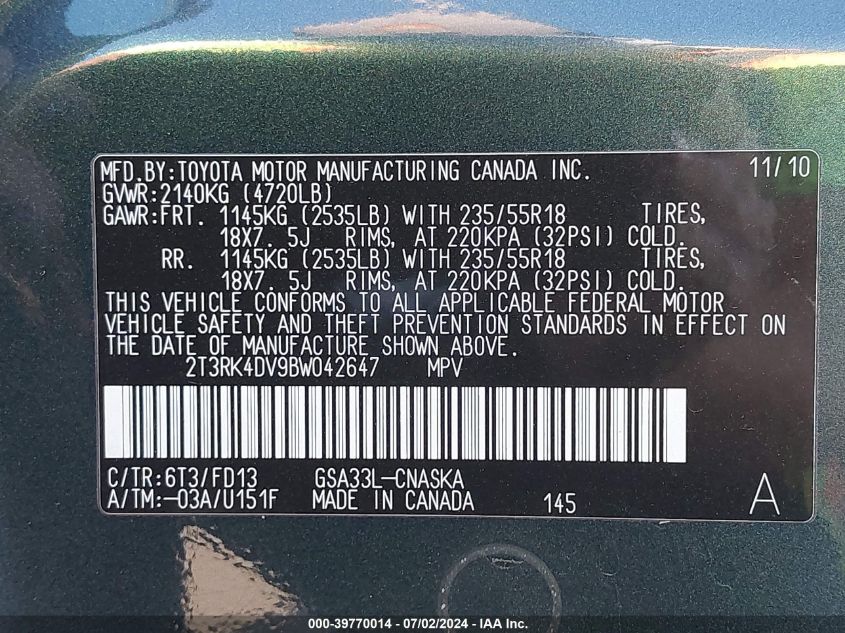 MFD.BY:TOYOTA MOTOR MANUFACTURING CANADA INC. 11/10
GVWR:2140KG (4720LB)
GAWR:FRT. 1145KG (2535LB) WITH 235/55R18 TIRES,
18X7. 5J RIMS, AT 220KPA (32PSI) COLD.
RR. 1145KG (2535LB) WITH 235/55R18 TIRES,
18X7. 5J RIMS, AT 220KPA (32PSI) COLD.
THIS VEHICLE CONFORMS TO ALL APPLICABLE FEDERAL MOTOR
VEHICLE SAFETY AND THEFT PREVENTION STANDARDS IN EFFECT ON
THE DATE OF MANUFACTURE SHOWN ABOVE.
2T3RK4DV9BW042647 MPV
C/TR:6T3/FD13 GSA33L-CNASKA
A/TM:-03A/U151F MADE IN CANADA 145 A
000-39770014 - 07/02/2024 - IAA Inc.